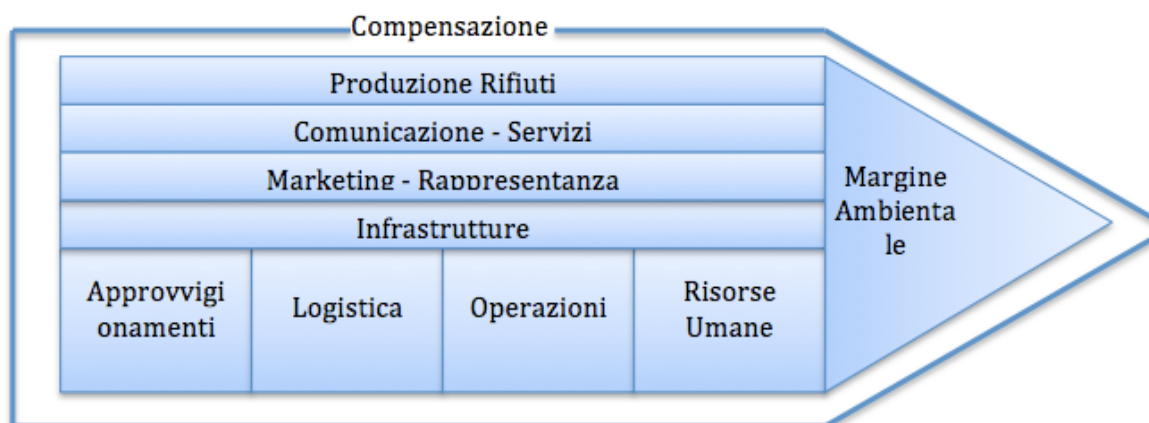 Compensazione
Produzione Rifiuti
Comunicazione - Servizi
Marketing - Rappresentanza
Infrastrutture
Margine
Ambienta
le
Approvvigi
onamenti
Logistica
Operazioni
Risorse
Umane